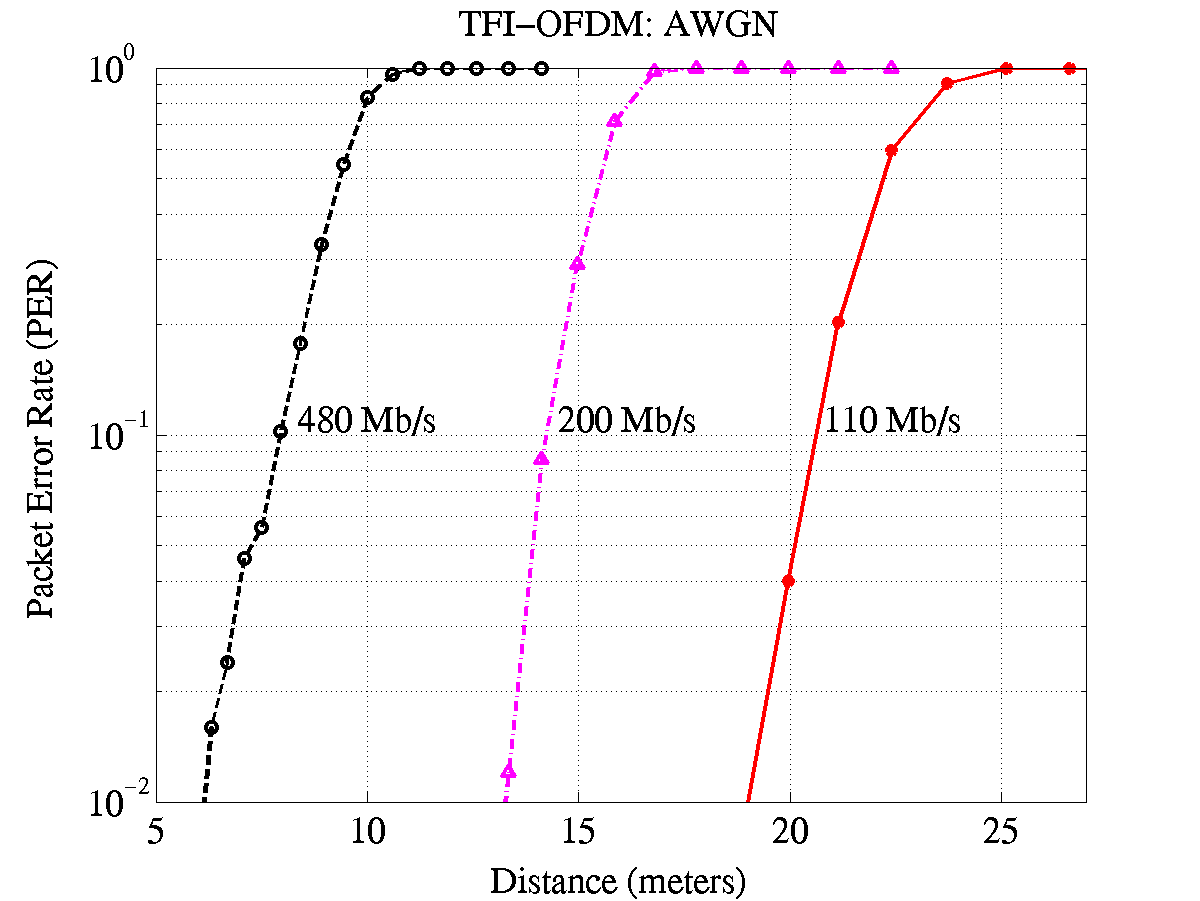 TFI−OFDM: AWGN
10^0
10^−1
10^−2
Packet Error Rate (PER)
480 Mb/s
200 Mb/s
110 Mb/s
5 10 15 20 25
Distance (meters)